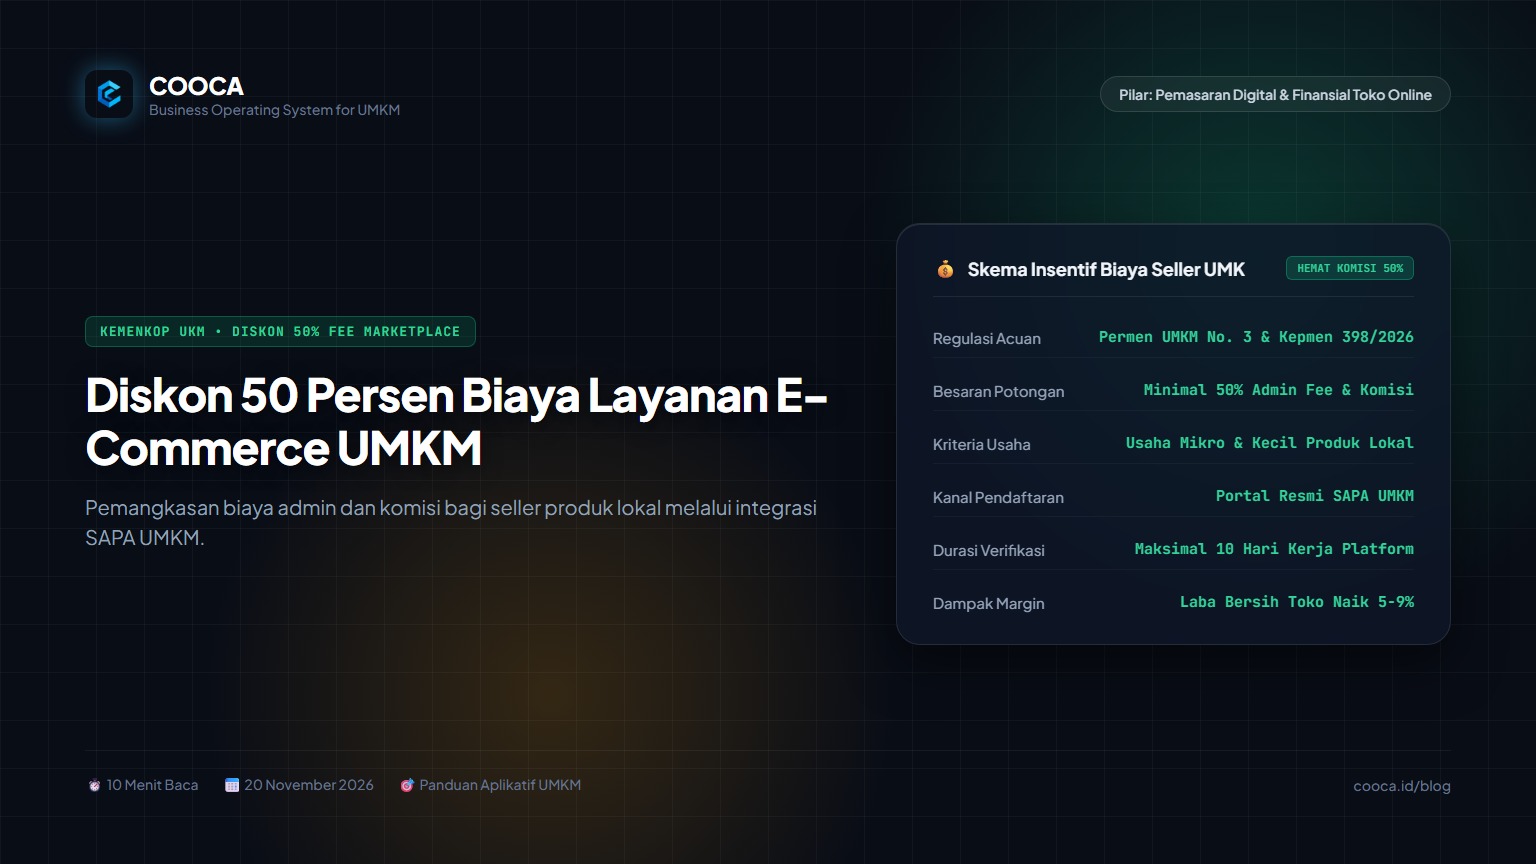 COOCA
Business Operating System for UMKM
Pilar: Pemasaran Digital & Finansial Toko Online
KEMENKOP UKM • DISKON 50% FEE MARKETPLACE
Diskon 50 Persen Biaya Layanan E-
Commerce UMKM
Pemangkasan biaya admin dan komisi bagi seller produk lokal melalui integrasi
SAPA UMKM.
Skema Insentif Biaya Seller UMK
HEMAT KOMISI 50%
Regulasi Acuan Permen UMKM No. 3 & Kepmen 398/2026
Besaran Potongan Minimal 50% Admin Fee & Komisi
Kriteria Usaha Usaha Mikro & Kecil Produk Lokal
Kanal Pendaftaran Portal Resmi SAPA UMKM
Durasi Verifikasi Maksimal 10 Hari Kerja Platform
Dampak Margin Laba Bersih Toko Naik 5-9%
10 Menit Baca 20 November 2026 Panduan Aplikatif UMKM
cooca.id/blog